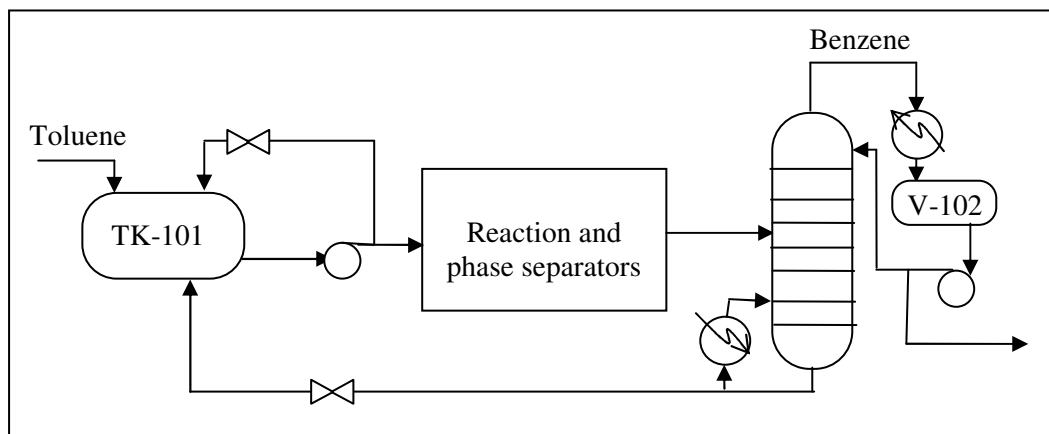 Benzene
Toluene
TK-101
Reaction and
phase separators
V-102